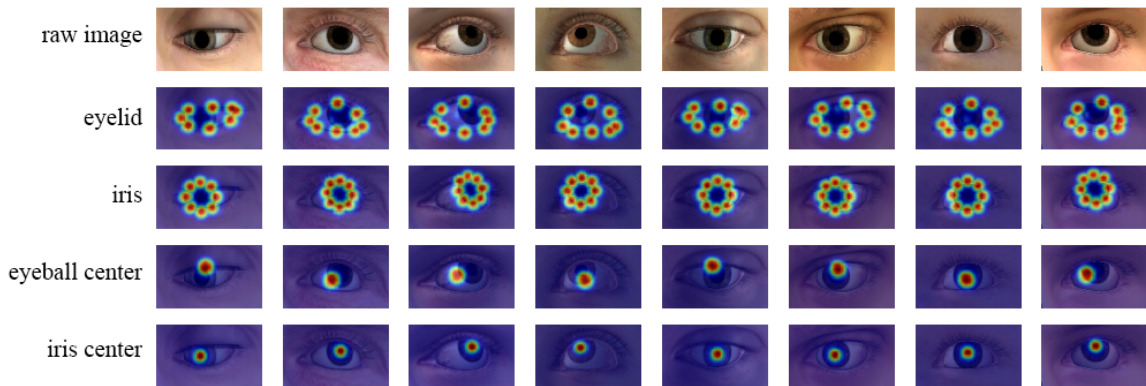 raw image
eyelid
iris
eyeball center
iris center